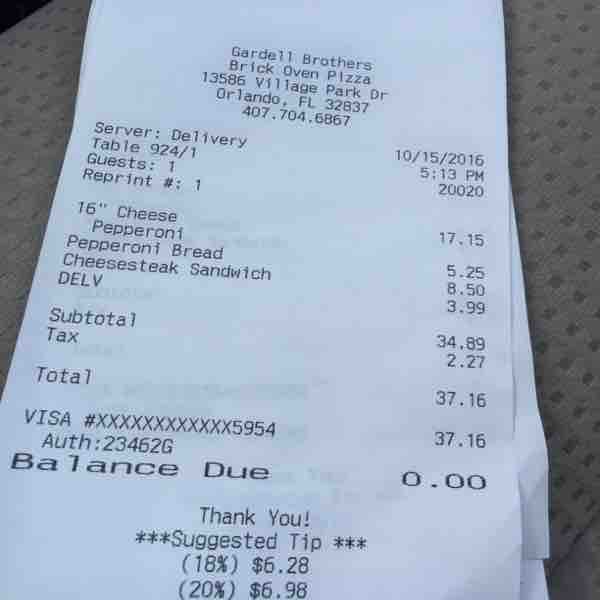 Gardell Brothers
Brick Oven Pizza
13586 Village Park Dr
Orlando, FL 32837
407.704.6867
Server: Delivery 10/15/2016
Table 924/1 5:13 PM
Guests: 1 20020
Reprint #: 1
16" Cheese 17.15
Pepperoni
Pepperoni Bread 5.25
Cheesesteak Sandwich 8.50
DELV 3.99
Subtotal 34.89
Tax 2.27
Total 37.16
VISA #XXXXXXXXXXXX5954 37.16
Auth:23462G
Balance Due 0.00
Thank You!
***Suggested Tip ***
(18%) $6.28
(20%) $6.98